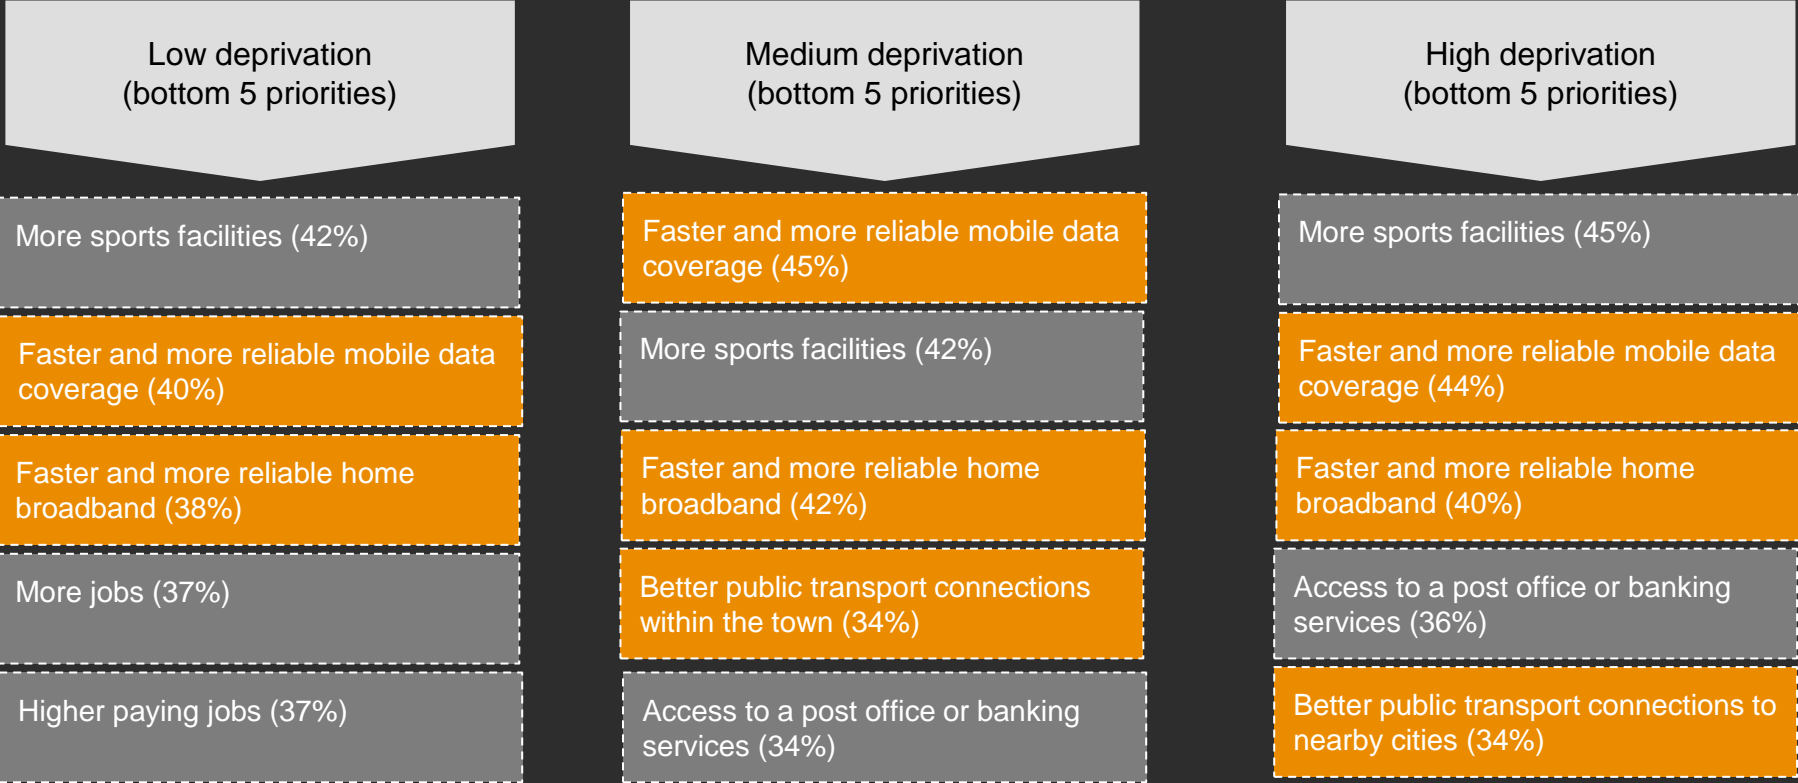 Low deprivation
(bottom 5 priorities)
More sports facilities (42%)
Faster and more reliable mobile data
coverage (40%)
Faster and more reliable home
broadband (38%)
More jobs (37%)
Higher paying jobs (37%)
Medium deprivation
(bottom 5 priorities)
Faster and more reliable mobile data
coverage (45%)
More sports facilities (42%)
Faster and more reliable home
broadband (42%)
Better public transport connections
within the town (34%)
Access to a post office or banking
services (34%)
High deprivation
(bottom 5 priorities)
More sports facilities (45%)
Faster and more reliable mobile data
coverage (44%)
Faster and more reliable home
broadband (40%)
Access to a post office or banking
services (36%)
Better public transport connections to
nearby cities (34%)